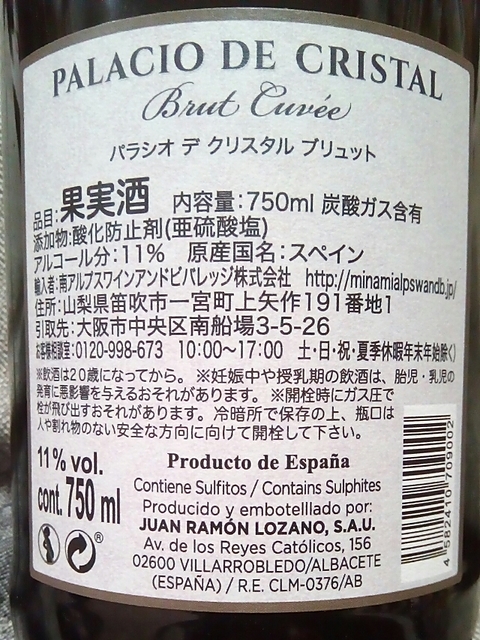 PALACIO DE CRISTAL
Brut Cuvée
パラシオ デ クリスタル ブリュット
品目:果実酒 内容量:750ml 炭酸ガス含有
添加物:酸化防止剤(亜硫酸塩)
アルコール分:11% 原産国名:スペイン
輸入者:南アルプスワインアンドビバレッジ株式会社 http://minamialpswandb.jp/
住所:山梨県笛吹市一宮町上矢作191番地1
引取先:大阪市中央区南船場3-5-26
お客様相談室:0120-998-673 10:00〜17:00 土・日・祝・夏季休暇年末年始除く)
※飲酒は20歳になってから。 ※妊娠中や授乳期の飲酒は、胎児・乳児の
発育に悪影響を与えるおそれがあります。 ※開栓時にガス圧で
栓が飛び出すおそれがあります。冷暗所で保存の上、瓶口は
人や割れ物のない安全な方向に向けて開栓して下さい。
11% vol.
cont. 750 ml
Producto de España
Contiene Sulfitos / Contains Sulphites
Producido y embotelllado por:
JUAN RAMÓN LOZANO, S.A.U.
Av. de los Reyes Católicos, 156
02600 VILLARROBLEDO/ALBACETE
(ESPAÑA) / R.E. CLM-0376/AB
4 582410 709002